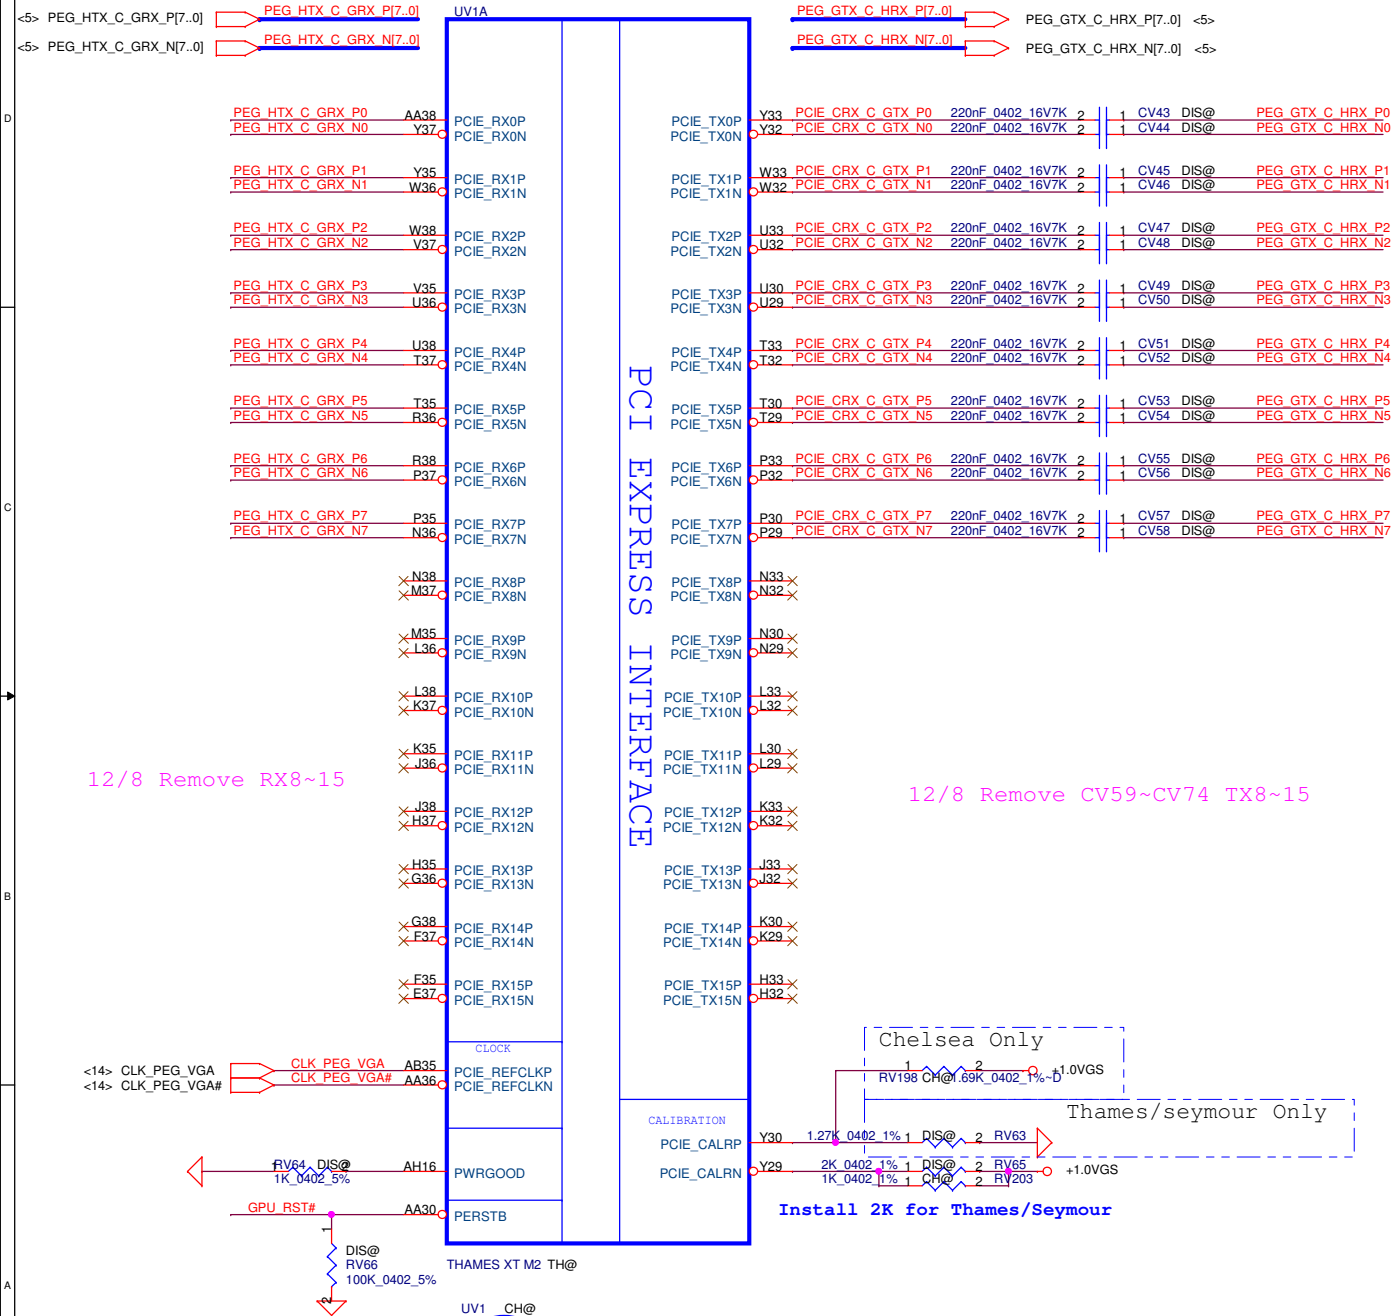 <5> PEG_HTX_C_GRX_P[7..0] PEG_HTX_C_GRX_P[7..0] UV1A PEG_GTX_C_HRX_P[7..0] PEG_GTX_C_HRX_P[7..0] <5>
<5> PEG_HTX_C_GRX_N[7..0] PEG_HTX_C_GRX_N[7..0] PEG_GTX_C_HRX_N[7..0] PEG_GTX_C_HRX_N[7..0] <5>
D
PEG_HTX_C_GRX_P0 AA38 PCIE_RX0P PCIE_TX0P Y33 PCIE_CRX_C_GTX_P0 220nF_0402_16V7K 2 1 CV43 DIS@ PEG_GTX_C_HRX_P0
PEG_HTX_C_GRX_N0 Y37 PCIE_RX0N PCIE_TX0N Y32 PCIE_CRX_C_GTX_N0 220nF_0402_16V7K 2 1 CV44 DIS@ PEG_GTX_C_HRX_N0
PEG_HTX_C_GRX_P1 Y35 PCIE_RX1P PCIE_TX1P W33 PCIE_CRX_C_GTX_P1 220nF_0402_16V7K 2 1 CV45 DIS@ PEG_GTX_C_HRX_P1
PEG_HTX_C_GRX_N1 W36 PCIE_RX1N PCIE_TX1N W32 PCIE_CRX_C_GTX_N1 220nF_0402_16V7K 2 1 CV46 DIS@ PEG_GTX_C_HRX_N1
PEG_HTX_C_GRX_P2 W38 PCIE_RX2P PCIE_TX2P U33 PCIE_CRX_C_GTX_P2 220nF_0402_16V7K 2 1 CV47 DIS@ PEG_GTX_C_HRX_P2
PEG_HTX_C_GRX_N2 V37 PCIE_RX2N PCIE_TX2N U32 PCIE_CRX_C_GTX_N2 220nF_0402_16V7K 2 1 CV48 DIS@ PEG_GTX_C_HRX_N2
PEG_HTX_C_GRX_P3 V35 PCIE_RX3P PCIE_TX3P U30 PCIE_CRX_C_GTX_P3 220nF_0402_16V7K 2 1 CV49 DIS@ PEG_GTX_C_HRX_P3
PEG_HTX_C_GRX_N3 U36 PCIE_RX3N PCIE_TX3N U29 PCIE_CRX_C_GTX_N3 220nF_0402_16V7K 2 1 CV50 DIS@ PEG_GTX_C_HRX_N3
PEG_HTX_C_GRX_P4 U38 PCIE_RX4P PCIE_TX4P T33 PCIE_CRX_C_GTX_P4 220nF_0402_16V7K 2 1 CV51 DIS@ PEG_GTX_C_HRX_P4
PEG_HTX_C_GRX_N4 T37 PCIE_RX4N PCIE_TX4N T32 PCIE_CRX_C_GTX_N4 220nF_0402_16V7K 2 1 CV52 DIS@ PEG_GTX_C_HRX_N4
PEG_HTX_C_GRX_P5 T35 PCIE_RX5P PCIE_TX5P T30 PCIE_CRX_C_GTX_P5 220nF_0402_16V7K 2 1 CV53 DIS@ PEG_GTX_C_HRX_P5
PEG_HTX_C_GRX_N5 R36 PCIE_RX5N PCIE_TX5N T29 PCIE_CRX_C_GTX_N5 220nF_0402_16V7K 2 1 CV54 DIS@ PEG_GTX_C_HRX_N5
PEG_HTX_C_GRX_P6 R38 PCIE_RX6P PCIE_TX6P P33 PCIE_CRX_C_GTX_P6 220nF_0402_16V7K 2 1 CV55 DIS@ PEG_GTX_C_HRX_P6
PEG_HTX_C_GRX_N6 P37 PCIE_RX6N PCIE_TX6N P32 PCIE_CRX_C_GTX_N6 220nF_0402_16V7K 2 1 CV56 DIS@ PEG_GTX_C_HRX_N6
C
PEG_HTX_C_GRX_P7 P35 PCIE_RX7P PCIE_TX7P P30 PCIE_CRX_C_GTX_P7 220nF_0402_16V7K 2 1 CV57 DIS@ PEG_GTX_C_HRX_P7
PEG_HTX_C_GRX_N7 N36 PCIE_RX7N PCIE_TX7N P29 PCIE_CRX_C_GTX_N7 220nF_0402_16V7K 2 1 CV58 DIS@ PEG_GTX_C_HRX_N7
PCI EXPRESS INTERFACE
N38 PCIE_RX8P PCIE_TX8P N33
M37 PCIE_RX8N PCIE_TX8N N32
M35 PCIE_RX9P PCIE_TX9P N30
L36 PCIE_RX9N PCIE_TX9N N29
L38 PCIE_RX10P PCIE_TX10P L33
K37 PCIE_RX10N PCIE_TX10N L32
K35 PCIE_RX11P PCIE_TX11P L30
J36 PCIE_RX11N PCIE_TX11N L29
12/8 Remove RX8~15
12/8 Remove CV59~CV74 TX8~15
J38 PCIE_RX12P PCIE_TX12P K33
H37 PCIE_RX12N PCIE_TX12N K32
H35 PCIE_RX13P PCIE_TX13P J33
G36 PCIE_RX13N PCIE_TX13N J32
B
G38 PCIE_RX14P PCIE_TX14P K30
F37 PCIE_RX14N PCIE_TX14N K29
F35 PCIE_RX15P PCIE_TX15P H33
E37 PCIE_RX15N PCIE_TX15N H32
CLOCK
Chelsea Only
<14> CLK_PEG_VGA CLK_PEG_VGA AB35 PCIE_REFCLKP
<14> CLK_PEG_VGA# CLK_PEG_VGA# AA36 PCIE_REFCLKN
1 2 +1.0VGS
RV198 CH@ 1.69K_0402_1%~D
Thames/seymour Only
CALIBRATION
PCIE_CALRP Y30 1.27K_0402_1% 1 DIS@ 2 RV63
1 RV64 DIS@ 2 AH16 PWRGOOD
1K_0402_5%
PCIE_CALRN Y29 2K_0402_1% 1 DIS@ 2 RV65 +1.0VGS
1K_0402_1% 1 CH@ 2 RV203
Install 2K for Thames/Seymour
GPU_RST# AA30 PERSTB
1
DIS@
RV66
100K_0402_5%
2
THAMES XT M2 TH@
A
UV1 CH@